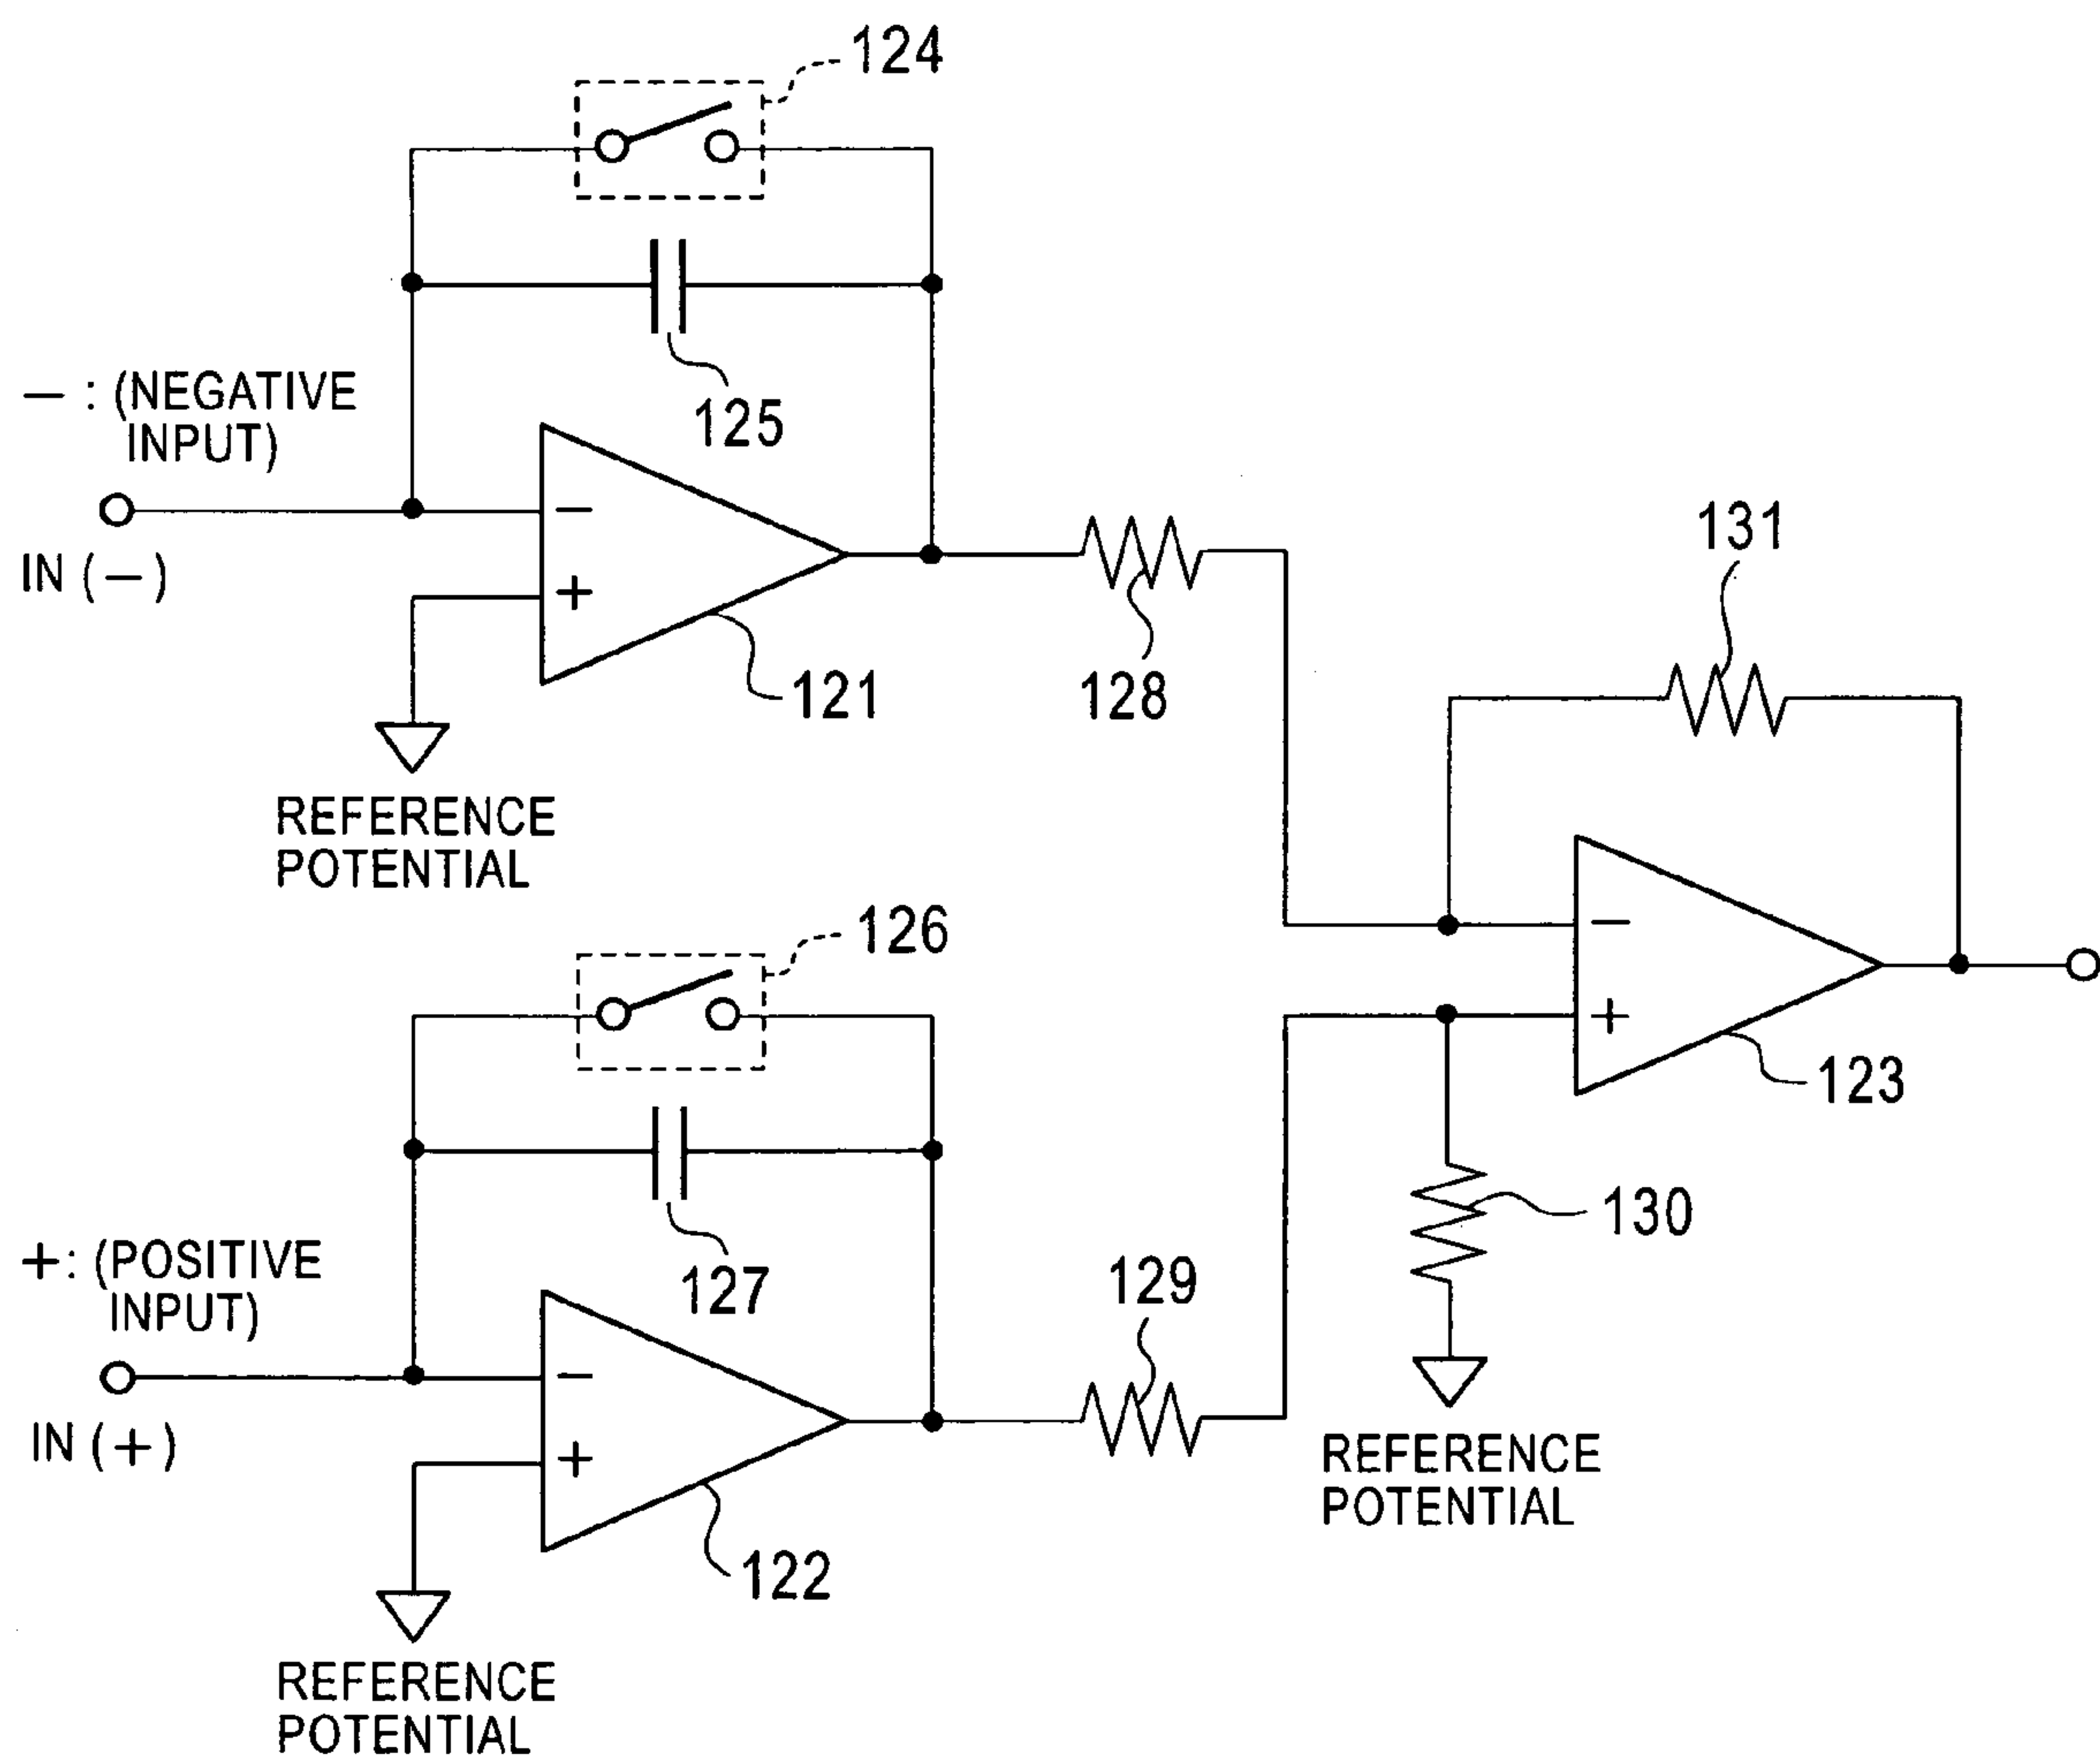 124
— : (NEGATIVE
INPUT)
125
IN (—)
−
+
121
128
131
REFERENCE
POTENTIAL
126
−
+
123
127
129
130
+: (POSITIVE
INPUT)
IN (+)
−
+
122
REFERENCE
POTENTIAL
REFERENCE
POTENTIAL